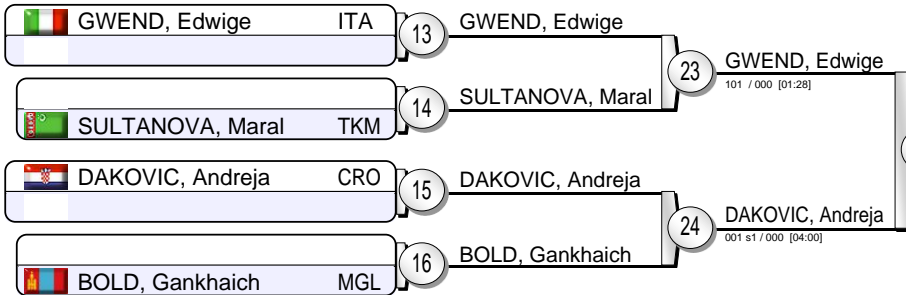 GWEND, Edwige ITA
13
GWEND, Edwige
23
GWEND, Edwige
101 / 000 [01:28]
14
SULTANOVA, Maral
SULTANOVA, Maral TKM
DAKOVIC, Andreja CRO
15
DAKOVIC, Andreja
24
DAKOVIC, Andreja
001 s1 / 000 [04:00]
16
BOLD, Gankhaich
BOLD, Gankhaich MGL